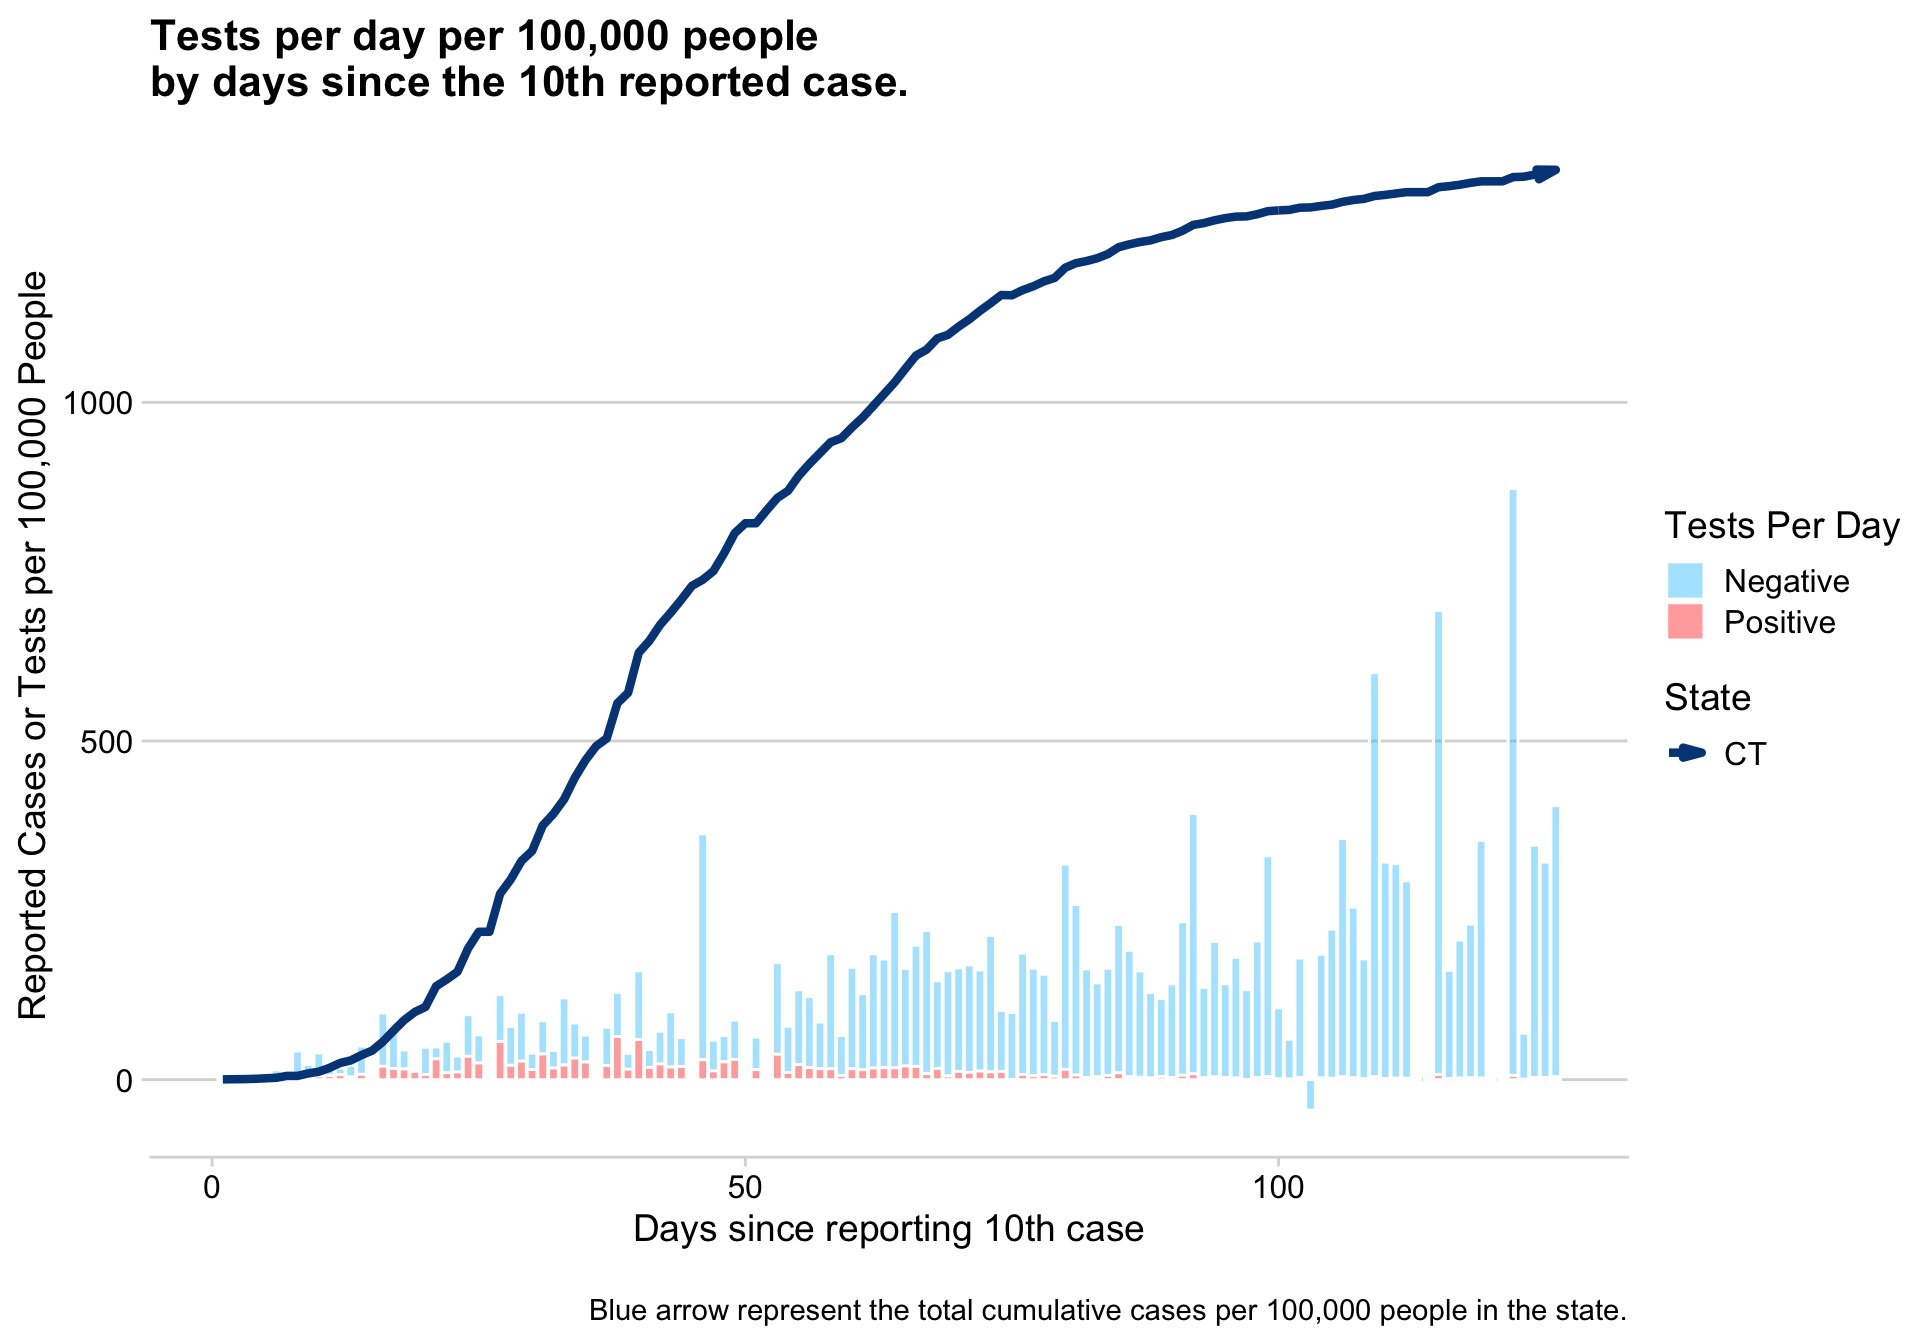 Tests per day per 100,000 people
by days since the 10th reported case.
Reported Cases or Tests per 100,000 People
1000
500
0
0
50
100
Days since reporting 10th case
Tests Per Day
Negative
Positive
State
CT
Blue arrow represent the total cumulative cases per 100,000 people in the state.